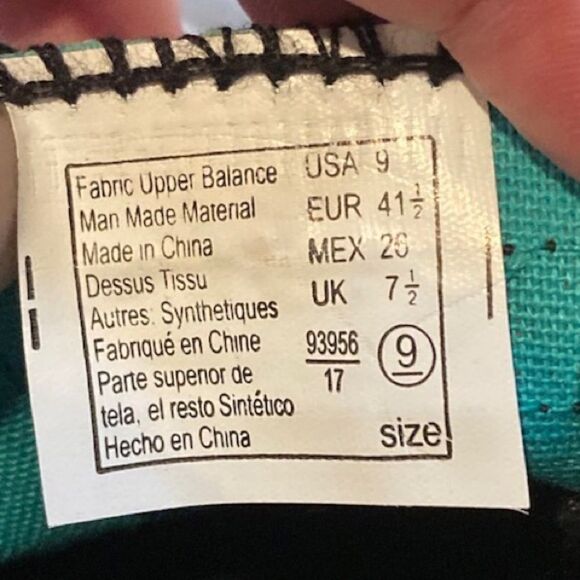 Fabric Upper Balance
Man Made Material
Made in China
Dessus Tissu
Autres: Synthetiques
Fabriqué en Chine
Parte superior de
tela, el resto Sintético
Hecho en China
USA 9
EUR 41 1/2
MEX 26
UK 7 1/2
93956
17
9
size